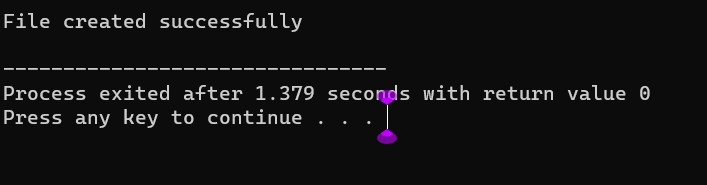 File created successfully
--------------------------------
Process exited after 1.379 seconds with return value 0
Press any key to continue . . .